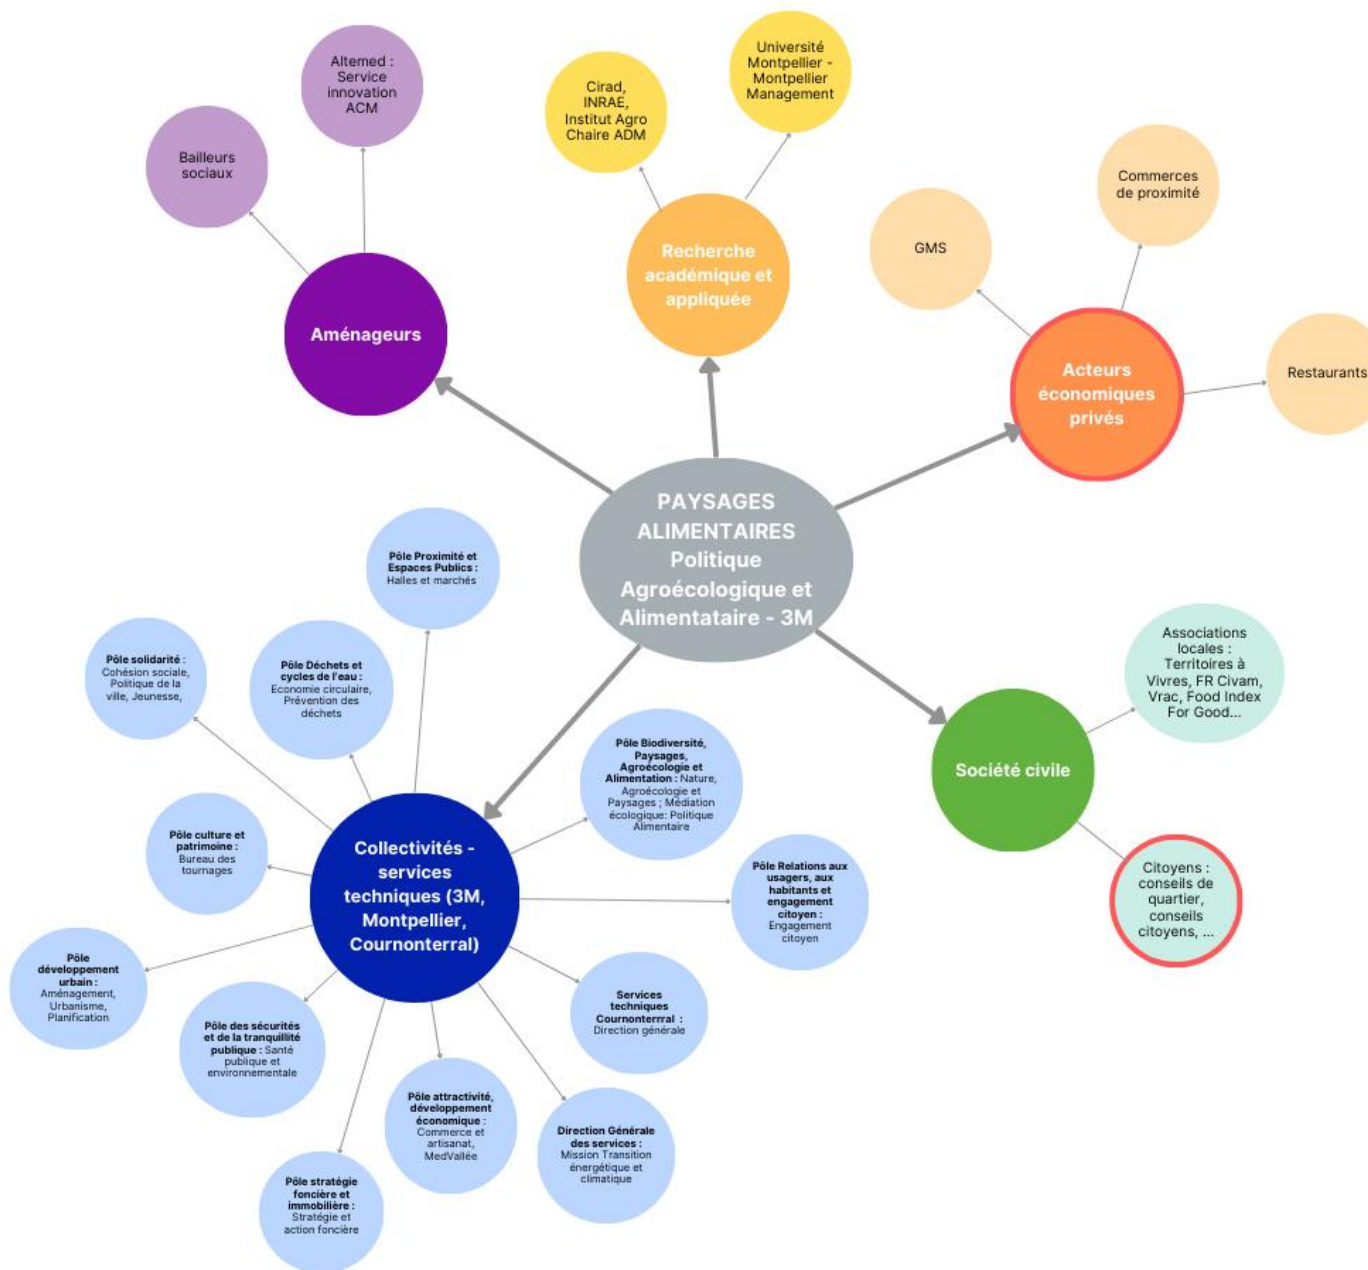 Altemed :
Service
innovation
ACM
Bailleurs
sociaux
Aménageurs
Cirad,
INRAE,
Institut Agro
Chaire ADM
Université
Montpellier -
Montpellier
Management
Recherche
académique et
appliquée
GMS
Commerces
de proximité
Restaurants
Acteurs
économiques
privés
PAYSAGES
ALIMENTAIRES
Politique
Agroécologique et
Alimentataire - 3M
Pôle Proximité et
Espaces Publics :
Halles et marchés
Pôle solidarité :
Cohésion sociale,
Politique de la
ville, Jeunesse,
Pôle Déchets et
cycles de l'eau :
Economie circulaire,
Prévention des
déchets
Pôle Biodiversité,
Paysages,
Agroécologie et
Alimentation : Nature,
Agroécologie et
Paysages ; Médiation
écologique: Politique
Alimentaire
Associations
locales :
Territoires à
Vivres, FR Civam,
Vrac, Food Index
For Good...
Société civile
Citoyens :
conseils de
quartier,
conseils
citoyens, ...
Pôle culture et
patrimoine :
Bureau des
tournages
Collectivités -
services
techniques (3M,
Montpellier,
Cournonterral)
Pôle Relations aux
usagers, aux
habitants et
engagement
citoyen :
Engagement
citoyen
Pôle
développement
urbain :
Aménagement,
Urbanisme,
Planification
Pôle des sécurités
et de la tranquillité
publique : Santé
publique et
environnementale
Services
techniques
Cournonterrral :
Direction générale
Pôle attractivité,
développement
économique :
Commerce et
artisanat,
MedVallée
Direction Générale
des services :
Mission Transition
énergétique et
climatique
Pôle stratégie
foncière et
immobilière :
Stratégie et
action foncière